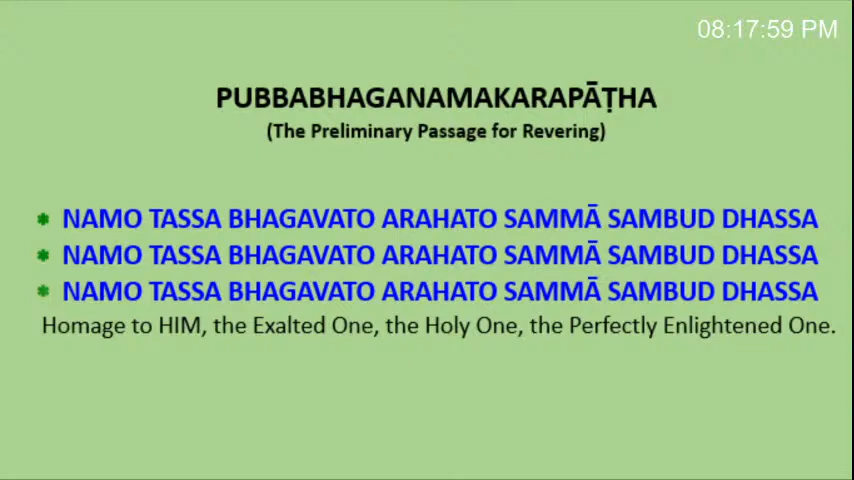 08:17:59 PM
PUBBABHAGANAMAKARAPĀṬHA
(The Preliminary Passage for Revering)
NAMO TASSA BHAGAVATO ARAHATO SAMMĀ SAMBUD DHASSA
NAMO TASSA BHAGAVATO ARAHATO SAMMĀ SAMBUD DHASSA
NAMO TASSA BHAGAVATO ARAHATO SAMMĀ SAMBUD DHASSA
Homage to HIM, the Exalted One, the Holy One, the Perfectly Enlightened One.